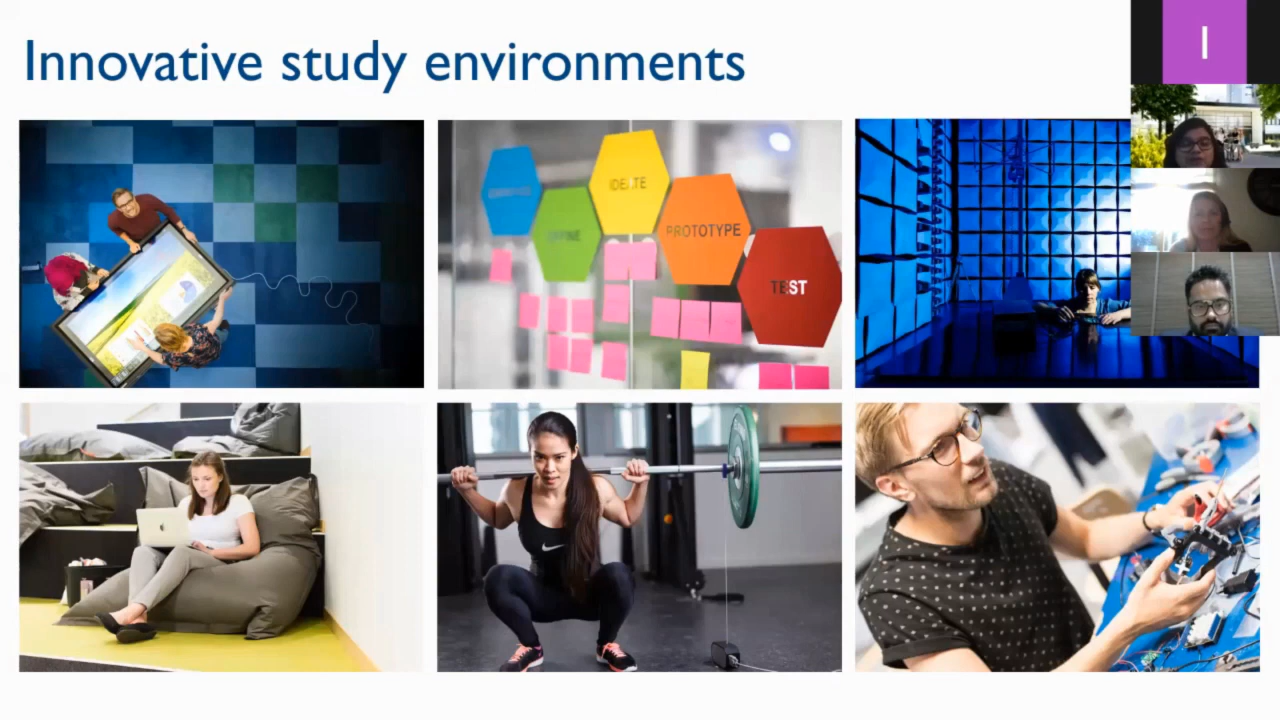 Innovative study environments
I
IDEATE
PROTOTYPE
TEST